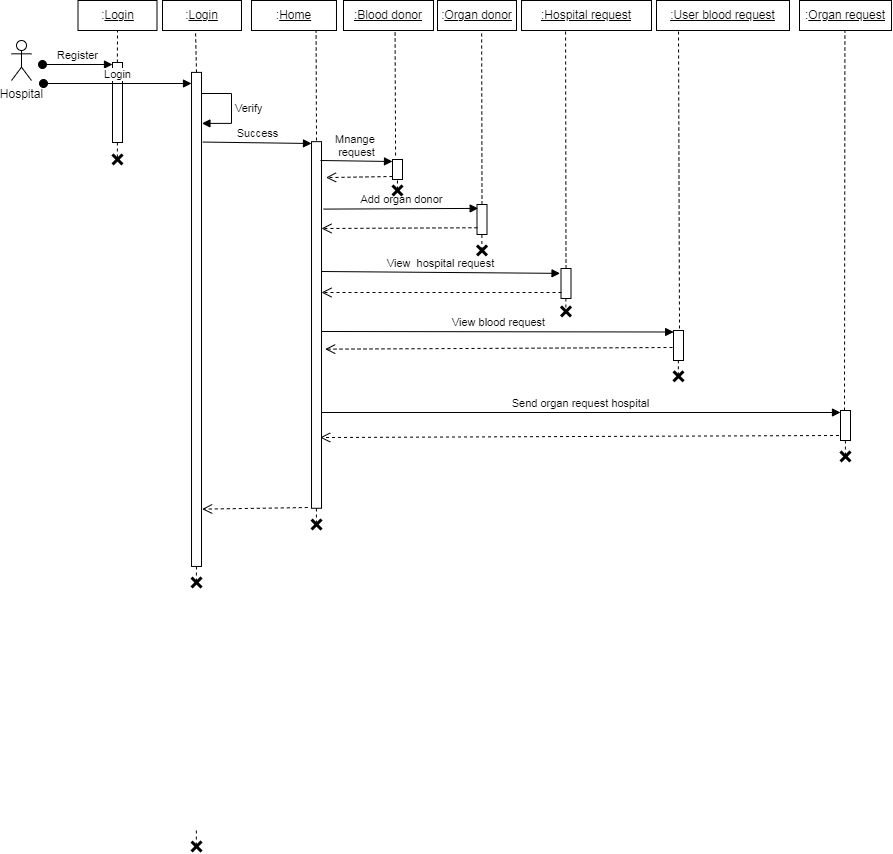 :Login
:Login
:Home
:Blood donor
:Organ donor
:Hospital request
:User blood request
:Organ request
Register
Login
Hospital
Verify
Success
Mnange
request
Add organ donor
View  hospital request
View blood request
Send organ request hospital